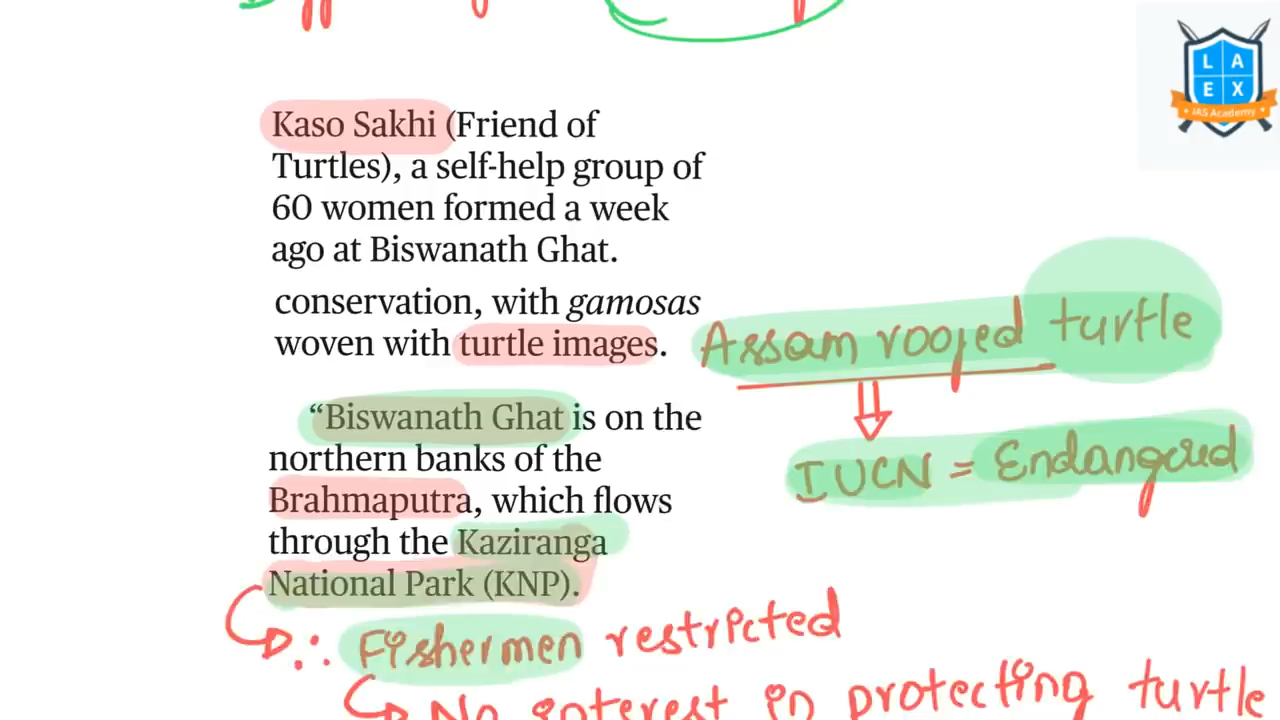 L A
E X
IAS Academy
Kaso Sakhi (Friend of
Turtles), a self-help group of
60 women formed a week
ago at Biswanath Ghat.
conservation, with gamosas
woven with turtle images.
Assam roofed turtle
“Biswanath Ghat is on the
northern banks of the
Brahmaputra, which flows
through the Kaziranga
National Park (KNP).
IUCN = Endangered
∴ Fishermen restricted
No interest in protecting turtle